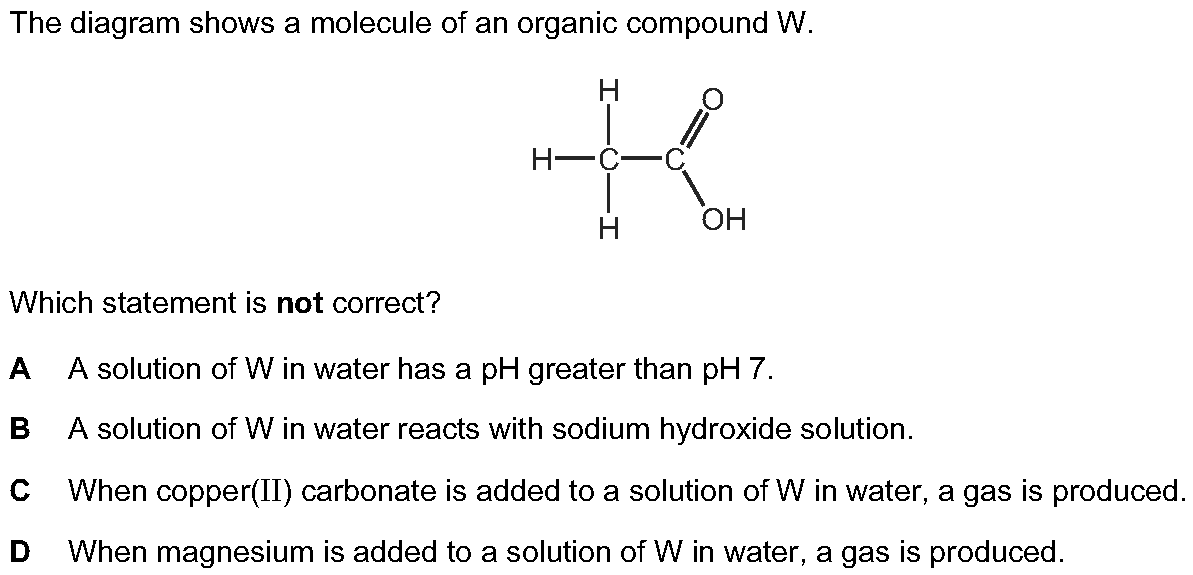 The diagram shows a molecule of an organic compound W.
H
O
H C C
H
OH
Which statement is not correct?
A A solution of W in water has a pH greater than pH 7.
B A solution of W in water reacts with sodium hydroxide solution.
C When copper(II) carbonate is added to a solution of W in water, a gas is produced.
D When magnesium is added to a solution of W in water, a gas is produced.